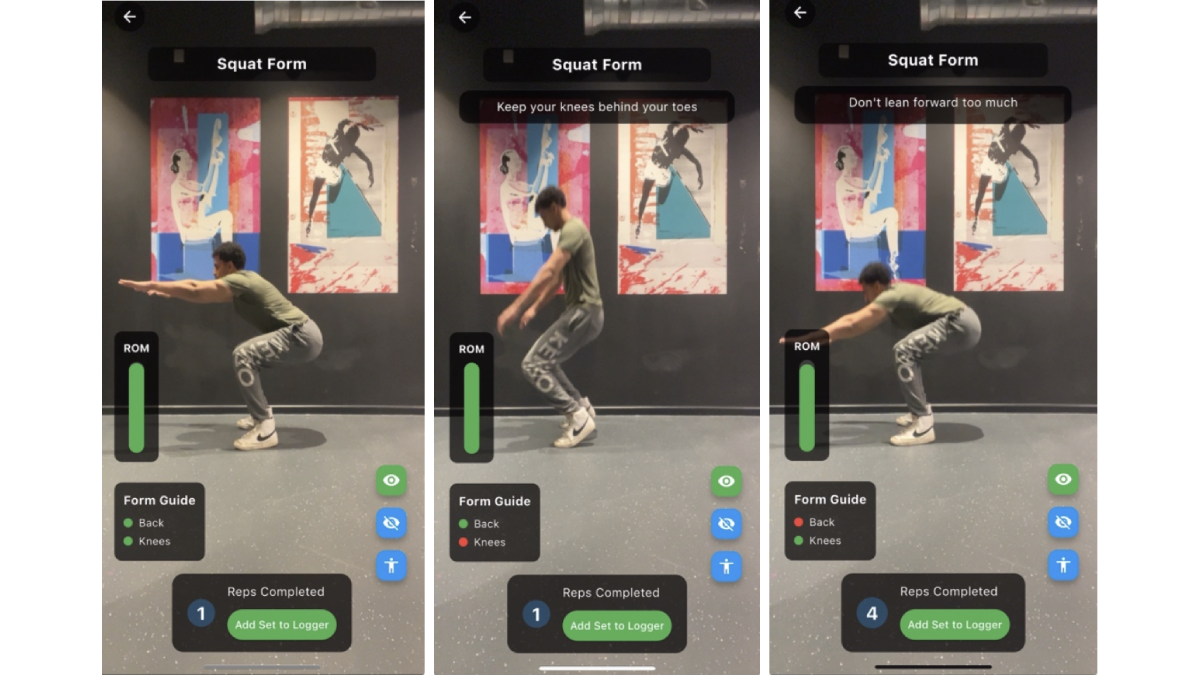 Squat Form
ROM
Form Guide
Back
Knees
Reps Completed
1
Add Set to Logger
Squat Form
Keep your knees behind your toes
ROM
Form Guide
Back
Knees
Reps Completed
1
Add Set to Logger
Squat Form
Don't lean forward too much
ROM
Form Guide
Back
Knees
Reps Completed
4
Add Set to Logger